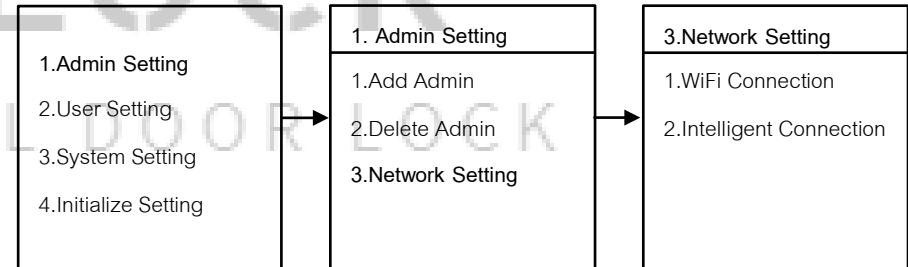 1.Admin Setting
2.User Setting
3.System Setting
4.Initialize Setting
1. Admin Setting
1.Add Admin
2.Delete Admin
3.Network Setting
3.Network Setting
1.WiFi Connection
2.Intelligent Connection
L DOOR LOCK